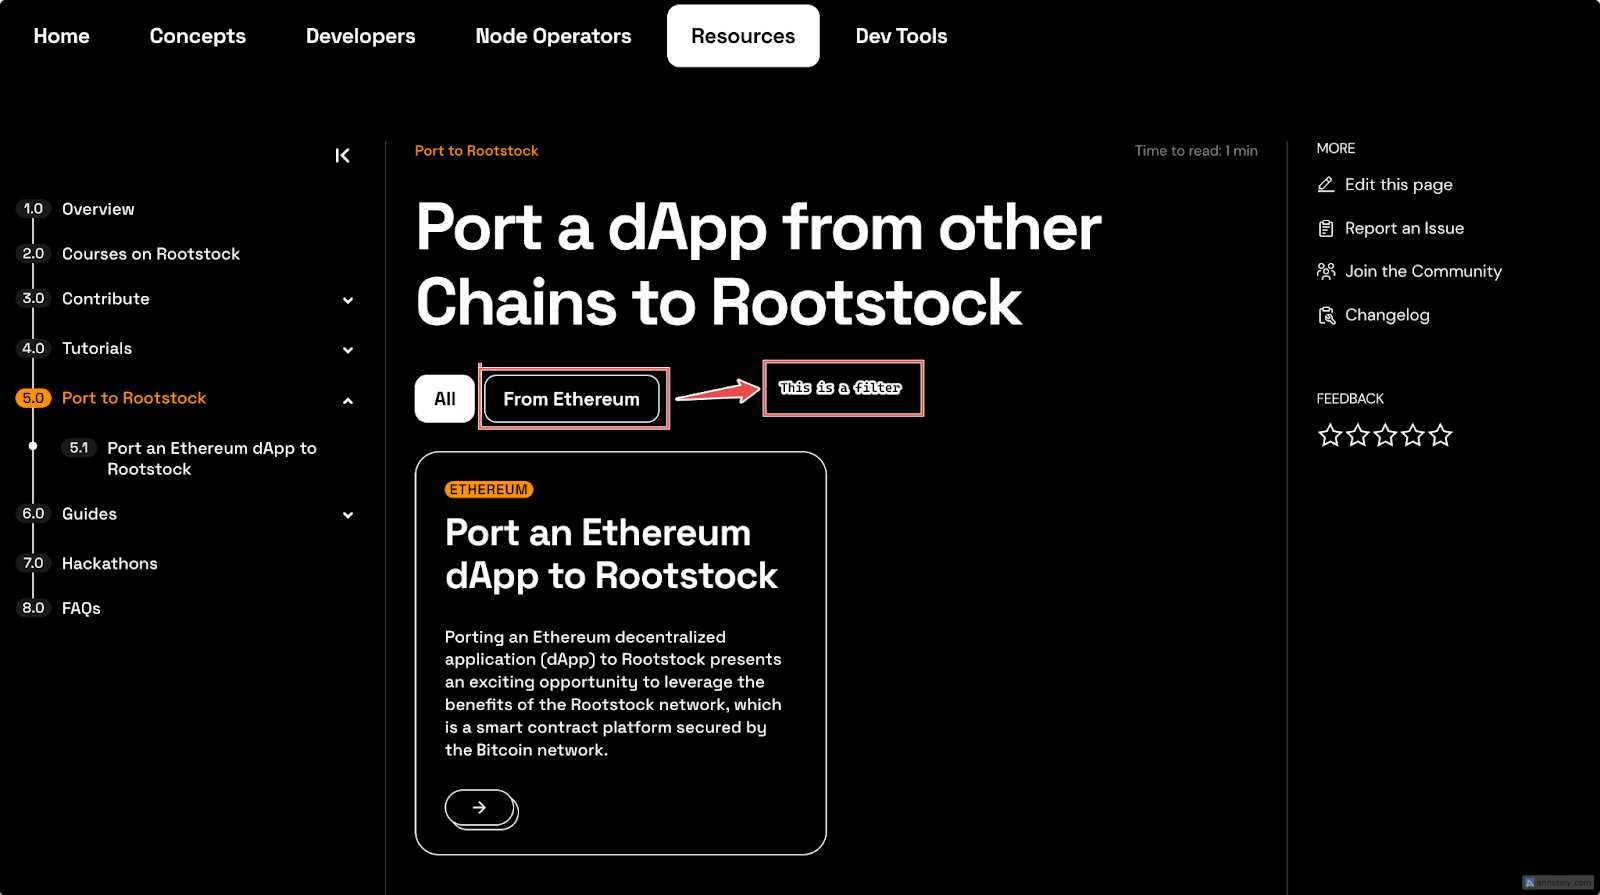 Home Concepts Developers Node Operators Resources Dev Tools
1.0 Overview
2.0 Courses on Rootstock
3.0 Contribute
4.0 Tutorials
5.0 Port to Rootstock
5.1 Port an Ethereum dApp to
Rootstock
6.0 Guides
7.0 Hackathons
8.0 FAQs
Port to Rootstock
Time to read: 1 min
Port a dApp from other
Chains to Rootstock
All From Ethereum
This is a filter
ETHEREUM
Port an Ethereum
dApp to Rootstock
Porting an Ethereum decentralized
application (dApp) to Rootstock presents
an exciting opportunity to leverage the
benefits of the Rootstock network, which
is a smart contract platform secured by
the Bitcoin network.
MORE
Edit this page
Report an Issue
Join the Community
Changelog
FEEDBACK
annotely.com